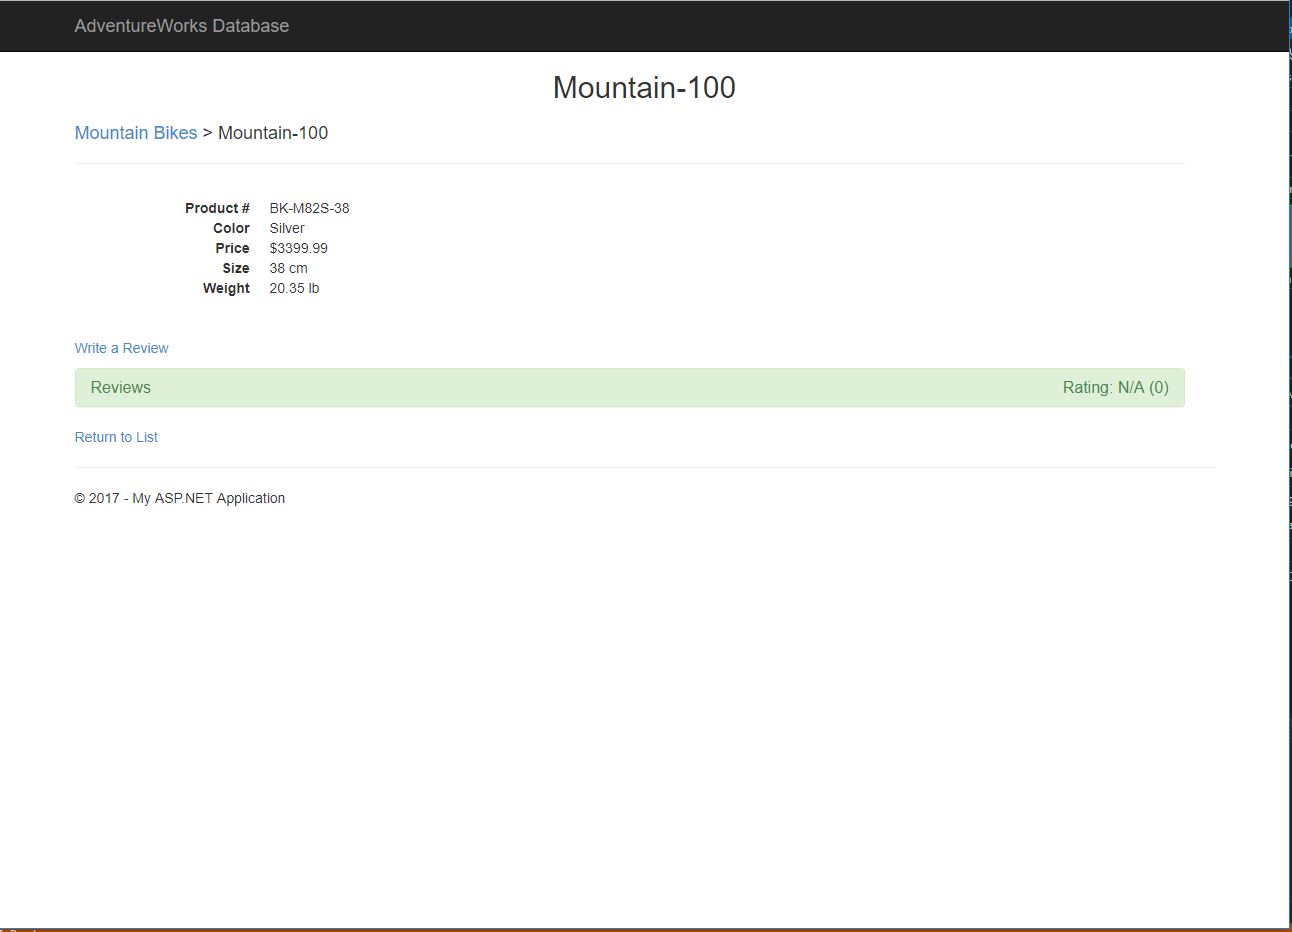 AdventureWorks Database
Mountain-100
Mountain Bikes > Mountain-100
Product # BK-M82S-38
Color Silver
Price $3399.99
Size 38 cm
Weight 20.35 lb
Write a Review
Reviews Rating: N/A (0)
Return to List
© 2017 - My ASP.NET Application